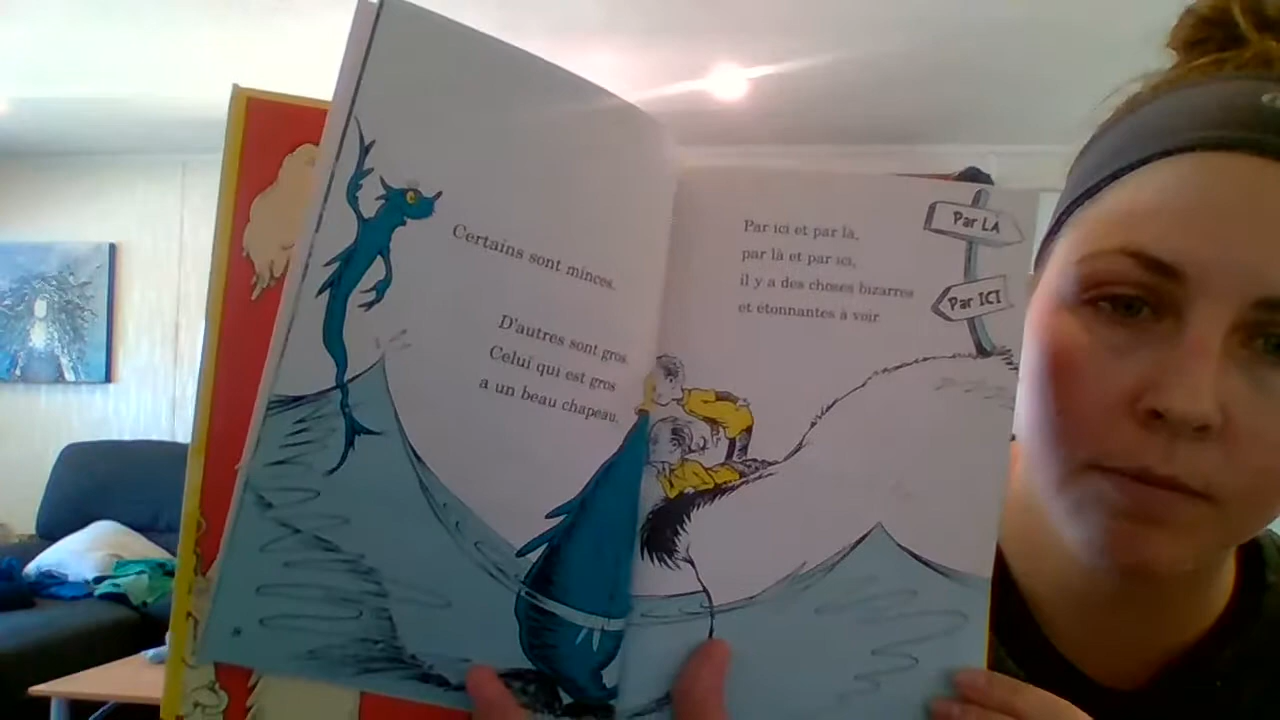 Certains sont minces.
D'autres sont gros.
Celui qui est gros
a un beau chapeau.
Par ici et par là,
par là et par ici,
il y a des choses bizarres
et étonnantes à voir
Par LÀ
Par ICI